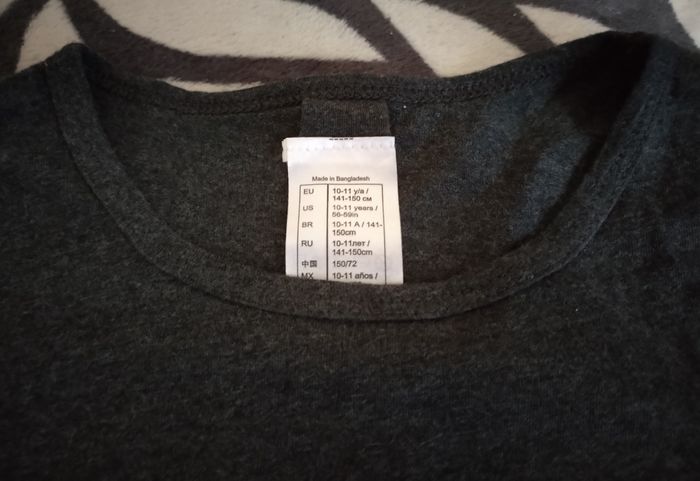 Made in Bangladesh
EU 10-11 y/a /
141-150 см
US 10-11 years /
56-59in
BR 10-11 A / 141-
150cm
RU 10-11лет /
141-150cm
中国 150/72
MX 10-11 años /